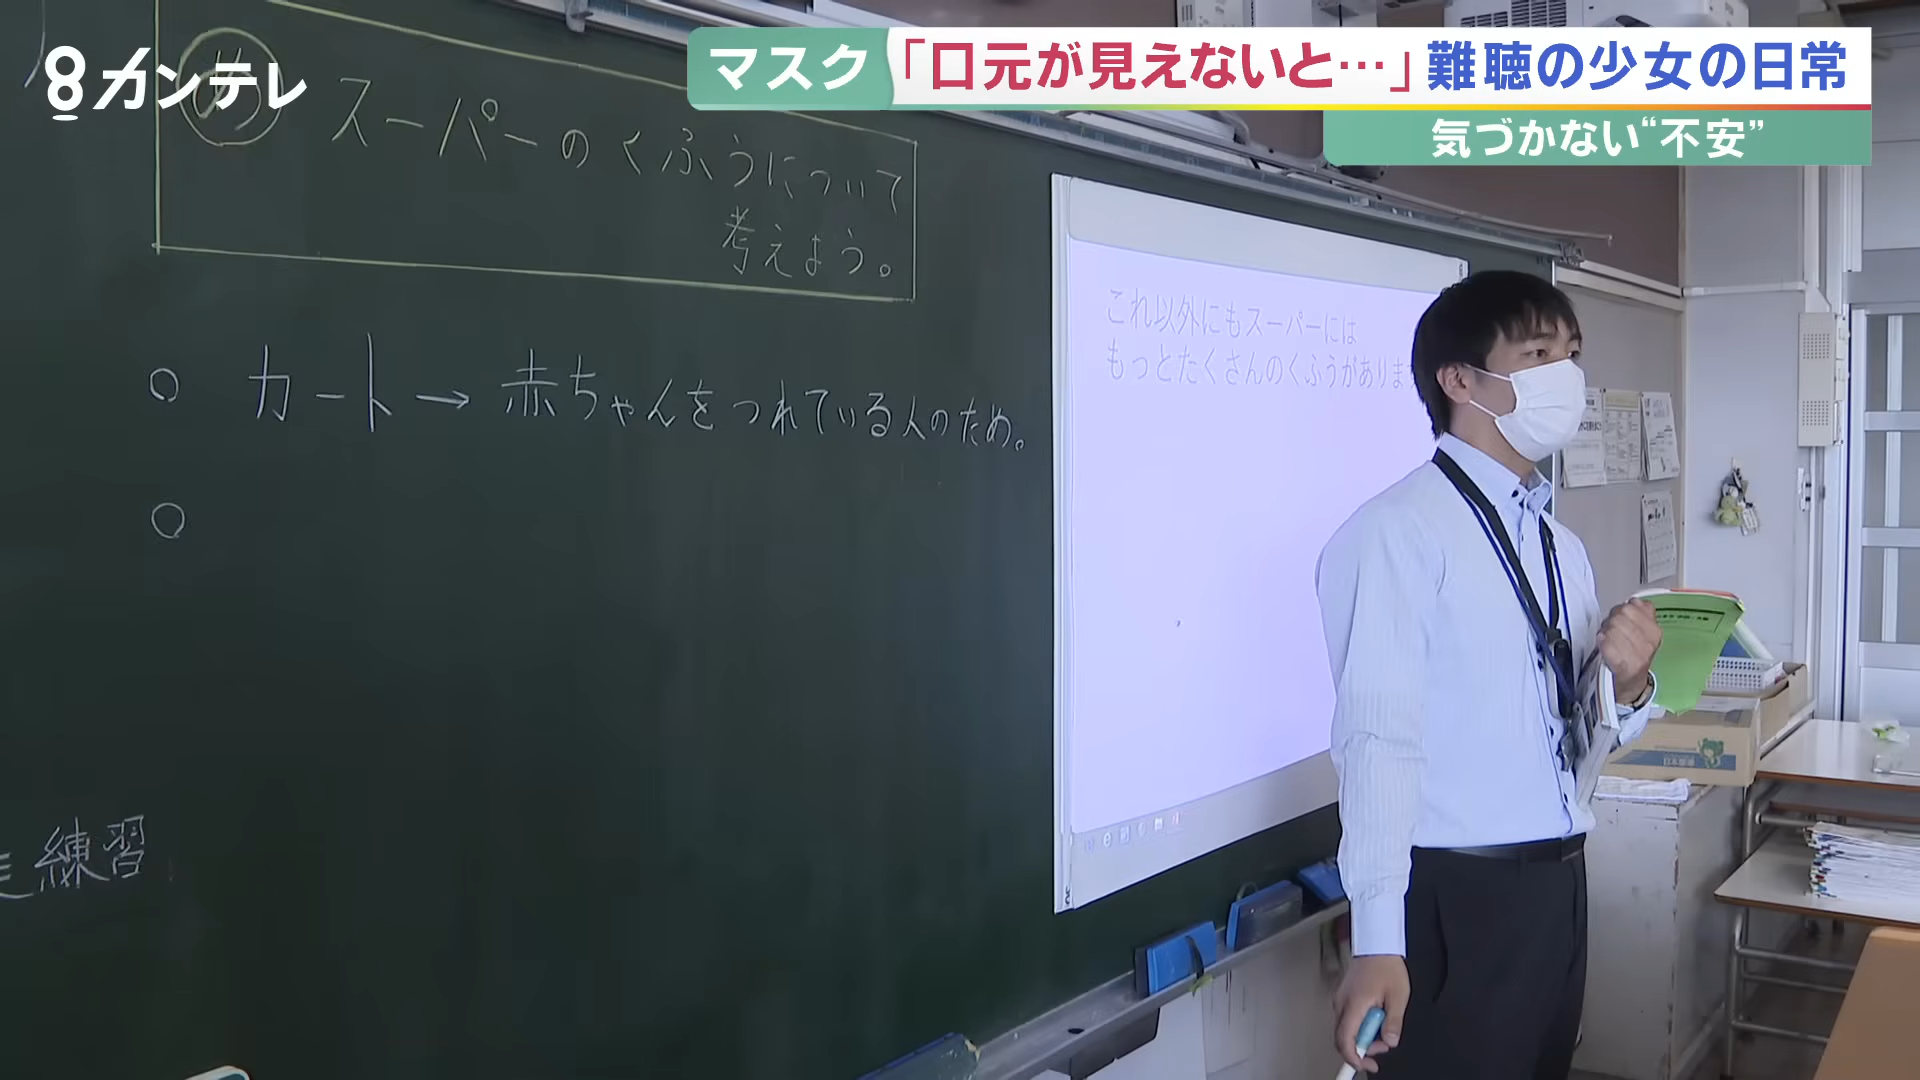 8カンテレ
マスク「口元が見えないと…」難聴の少女の日常
気づかない“不安”
め スーパーのくふうについて
考えよう。
○ カート→赤ちゃんをつれている人のため。
○
練習
これ以外にもスーパーには
もっとたくさんのくふうがありま